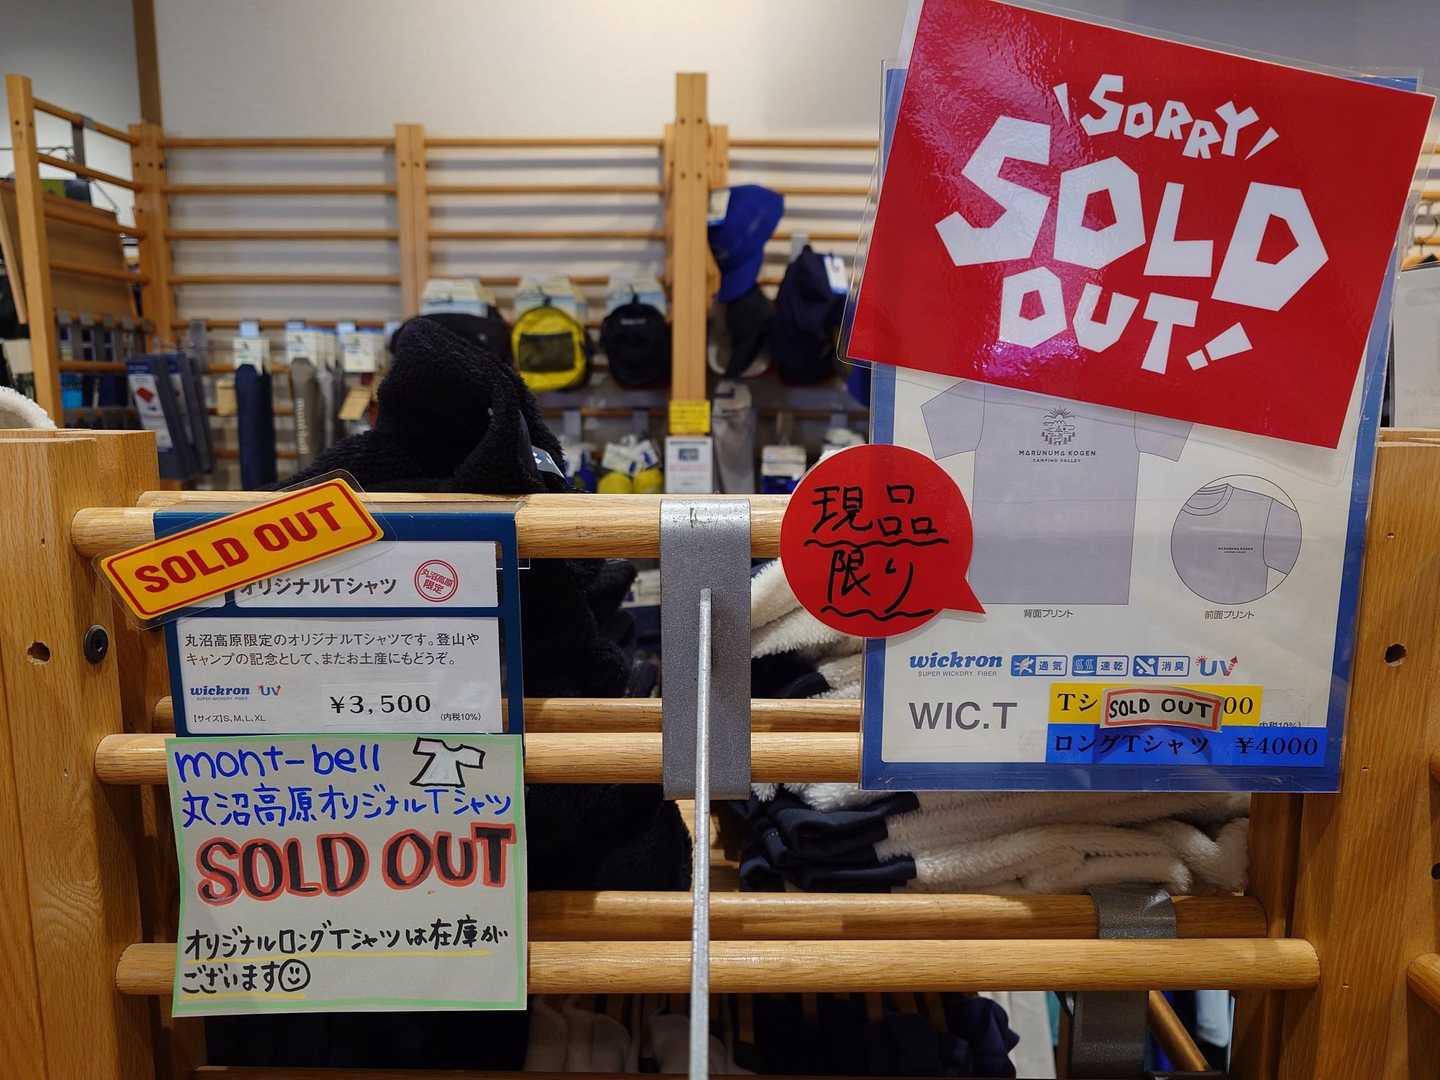 SORRY
SOLD
OUT!
MARUNUMA KOGEN
CAMPING VALLEY
現品
限り
背面プリント
前面プリント
wickron
SUPER WICKDRY FIBER
通気
速乾
消臭
UV
WIC.T
Tシ
SOLD OUT
00
ロングTシャツ ¥4000
SOLD OUT
オリジナルTシャツ
丸沼高原
限定
丸沼高原限定のオリジナルTシャツです。登山や
キャンプの記念として、またお土産にもどうぞ。
wickron UV
SUPER WICKDRY FIBER
¥3,500 (内税10%)
【サイズ】S, M, L, XL
mont-bell
丸沼高原オリジナルTシャツ
SOLD OUT
オリジナルロングTシャツは在庫が
ございます